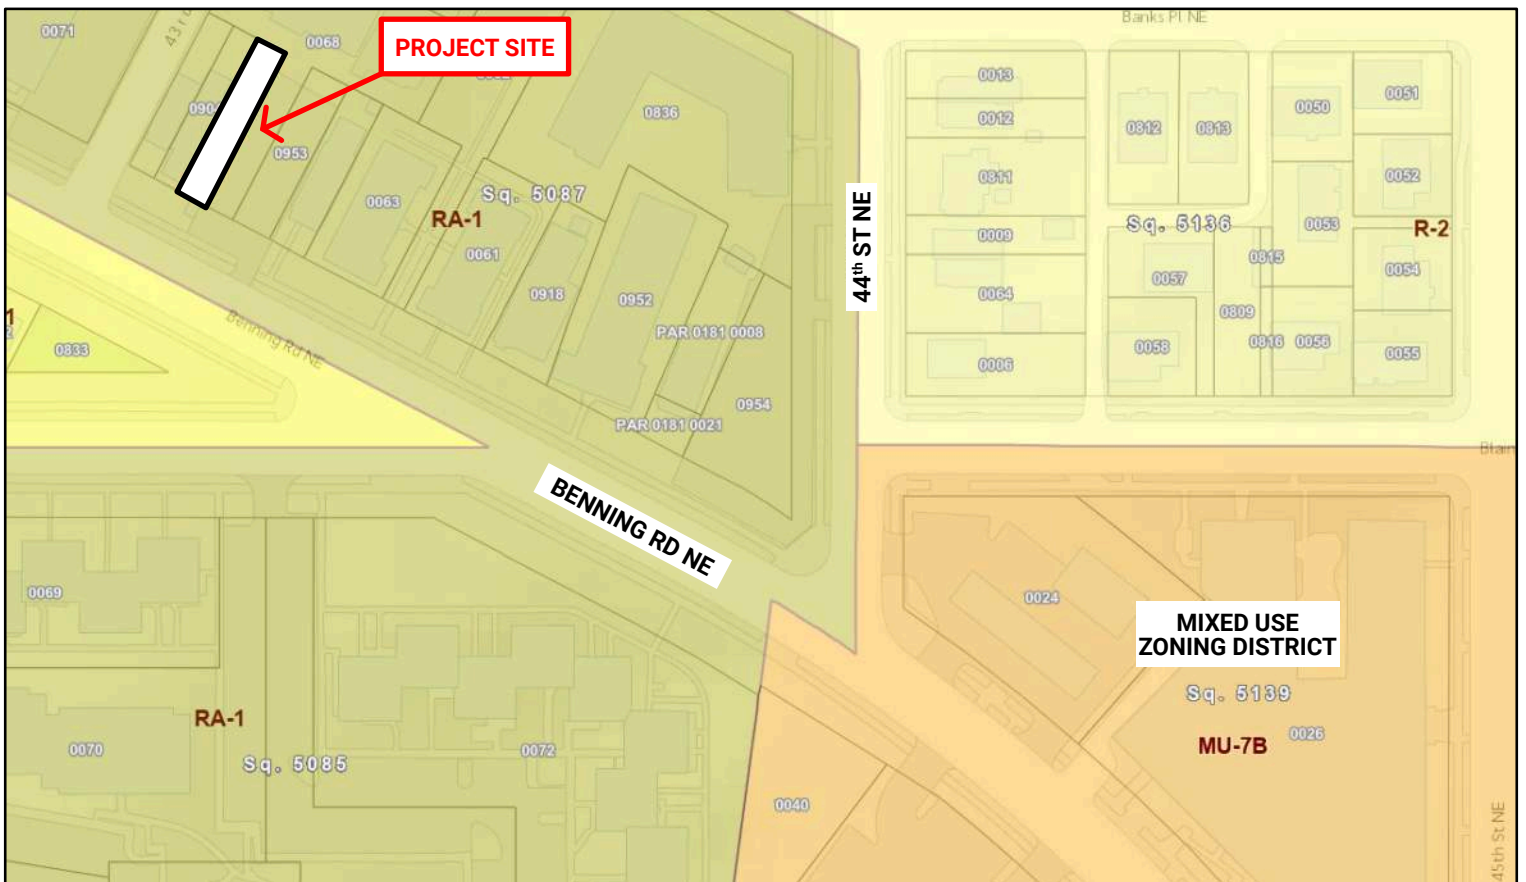 Banks Pl NE
0071
43rd
0068
PROJECT SITE
0013
0012
0050
0051
0836
0812
0813
0953
0811
0052
44th ST NE
Sq. 5087
RA-1
0063
0061
0009
Sq. 5136
0053
R-2
0815
0054
0057
0918
0952
0064
0809
PAR 0181 0008
Benning Rd NE
1
0833
0006
0058
0816
0056
0055
0954
PAR 0181 0021
Blain
BENNING RD NE
0069
0024
MIXED USE
ZONING DISTRICT
Sq. 5139
0026
MU-7B
RA-1
0070
Sq. 5085
0072
0040
45th St NE